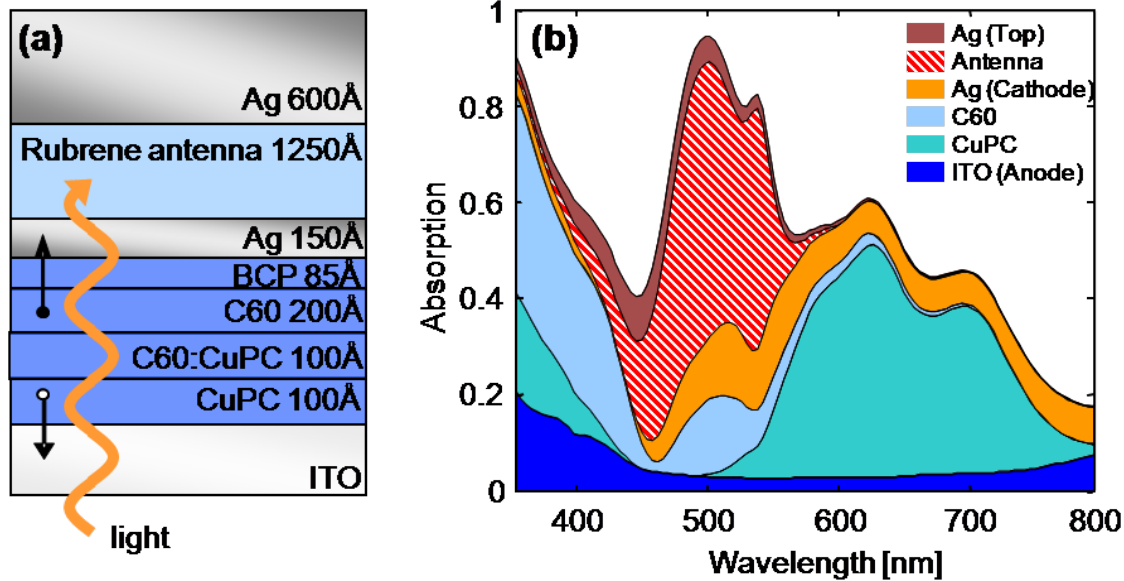 (a)
Ag 600Å
Rubrene antenna 1250Å
Ag 150Å
BCP 85Å
C60 200Å
C60:CuPC 100Å
CuPC 100Å
ITO
light
(b)
Ag (Top)
Antenna
Ag (Cathode)
C60
CuPC
ITO (Anode)
Absorption
1
0.8
0.6
0.4
0.2
0
400 500 600 700 800
Wavelength [nm]